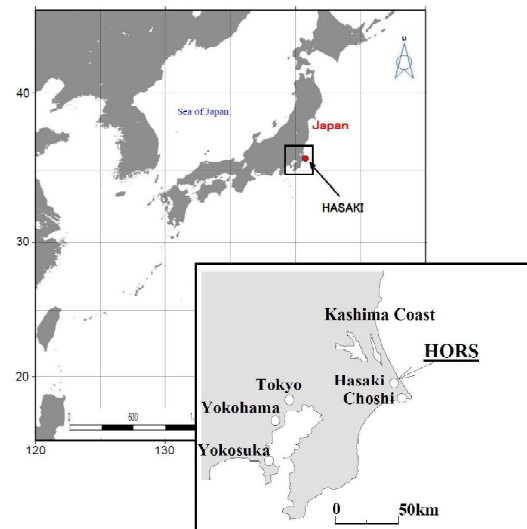 N
40
Sea of Japan
Japan
HASAKI
30
20
0 500
120
130
140
Kashima Coast
HORS
Hasaki
Choshi
Tokyo
Yokohama
Yokosuka
0 50km